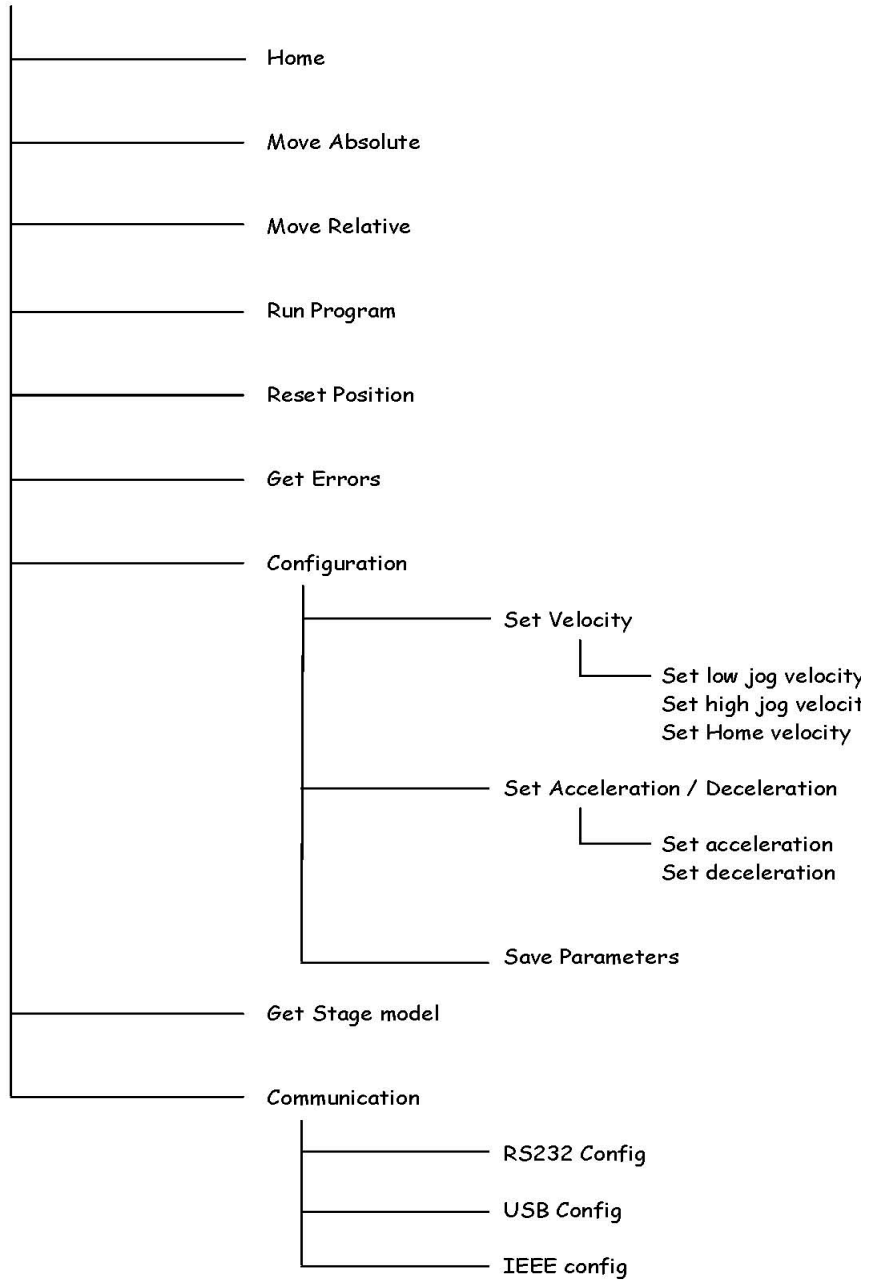 Home
Move Absolute
Move Relative
Run Program
Reset Position
Get Errors
Configuration
Set Velocity
Set low jog velocity
Set high jog velocit
Set Home velocity
Set Acceleration / Deceleration
Set acceleration
Set deceleration
Save Parameters
Get Stage model
Communication
RS232 Config
USB Config
IEEE config